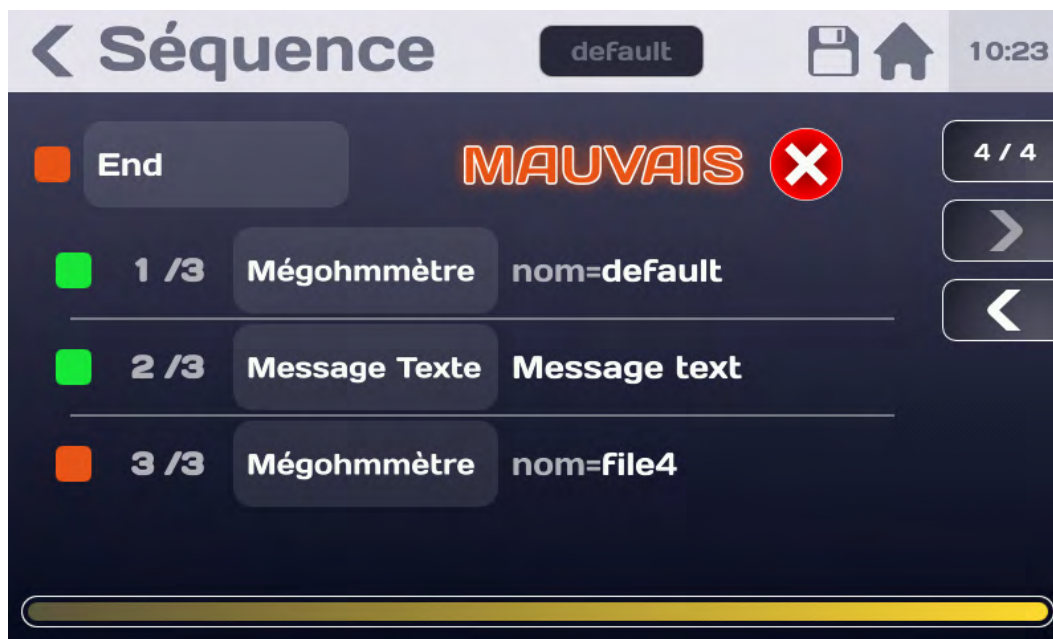 Séquence default 10:23
End MAUVAIS 4 / 4
1 /3 Mégohmmètre nom=default
2 /3 Message Texte Message text
3 /3 Mégohmmètre nom=file4